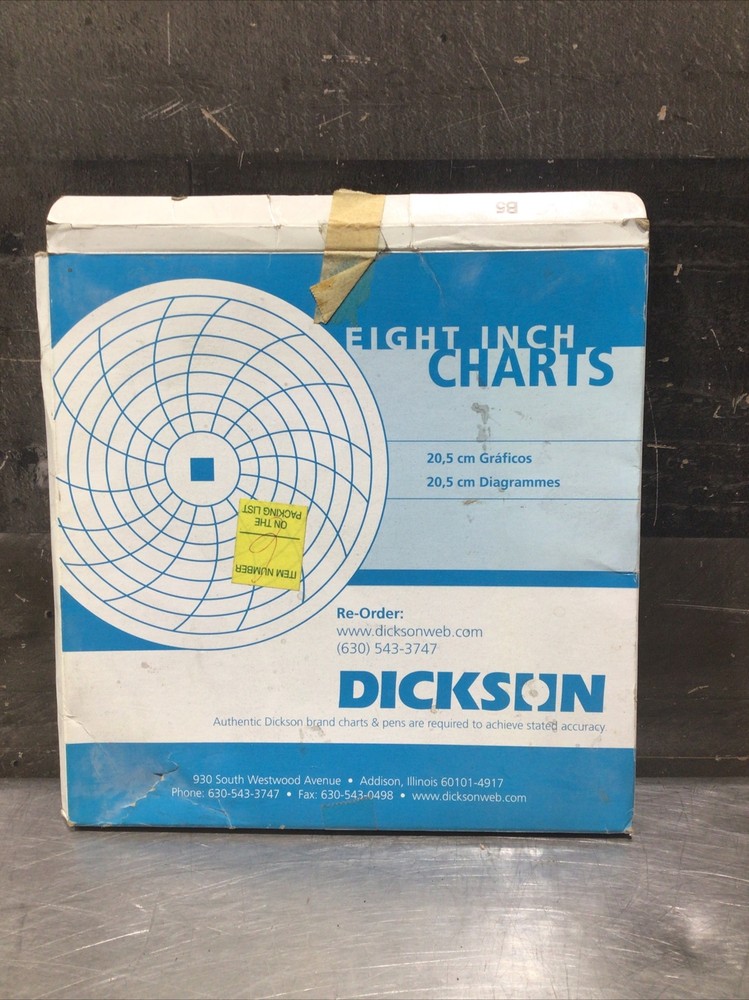 85
EIGHT INCH
CHARTS
20,5 cm Gráficos
20,5 cm Diagrammes
ITEM NUMBER
6
ON THE
PACKING LIST
Re-Order:
www.dicksonweb.com
(630) 543-3747
DICKSON
Authentic Dickson brand charts & pens are required to achieve stated accuracy
930 South Westwood Avenue • Addison, Illinois 60101-4917
Phone: 630-543-3747 • Fax: 630-543-0498 • www.dicksonweb.com